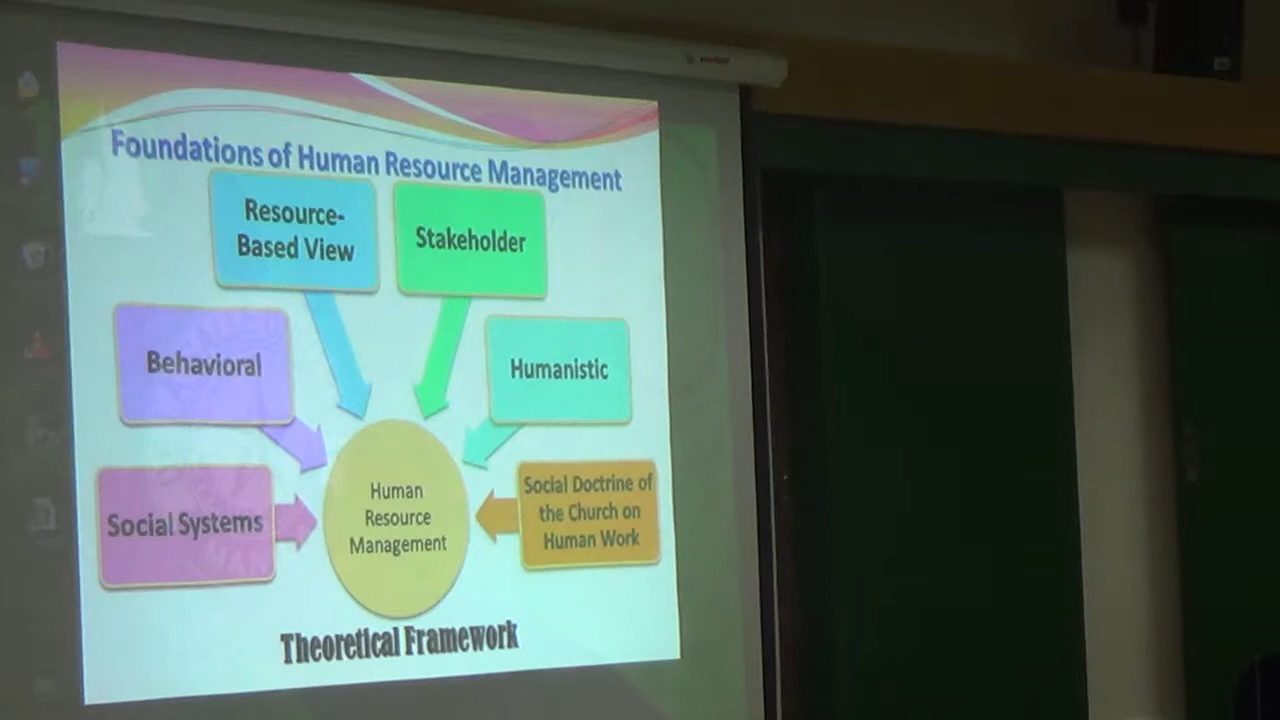 Foundations of Human Resource Management
Resource-
Based View
Stakeholder
Behavioral
Humanistic
Social Systems
Human
Resource
Management
Social Doctrine of
the Church on
Human Work
Theoretical Framework